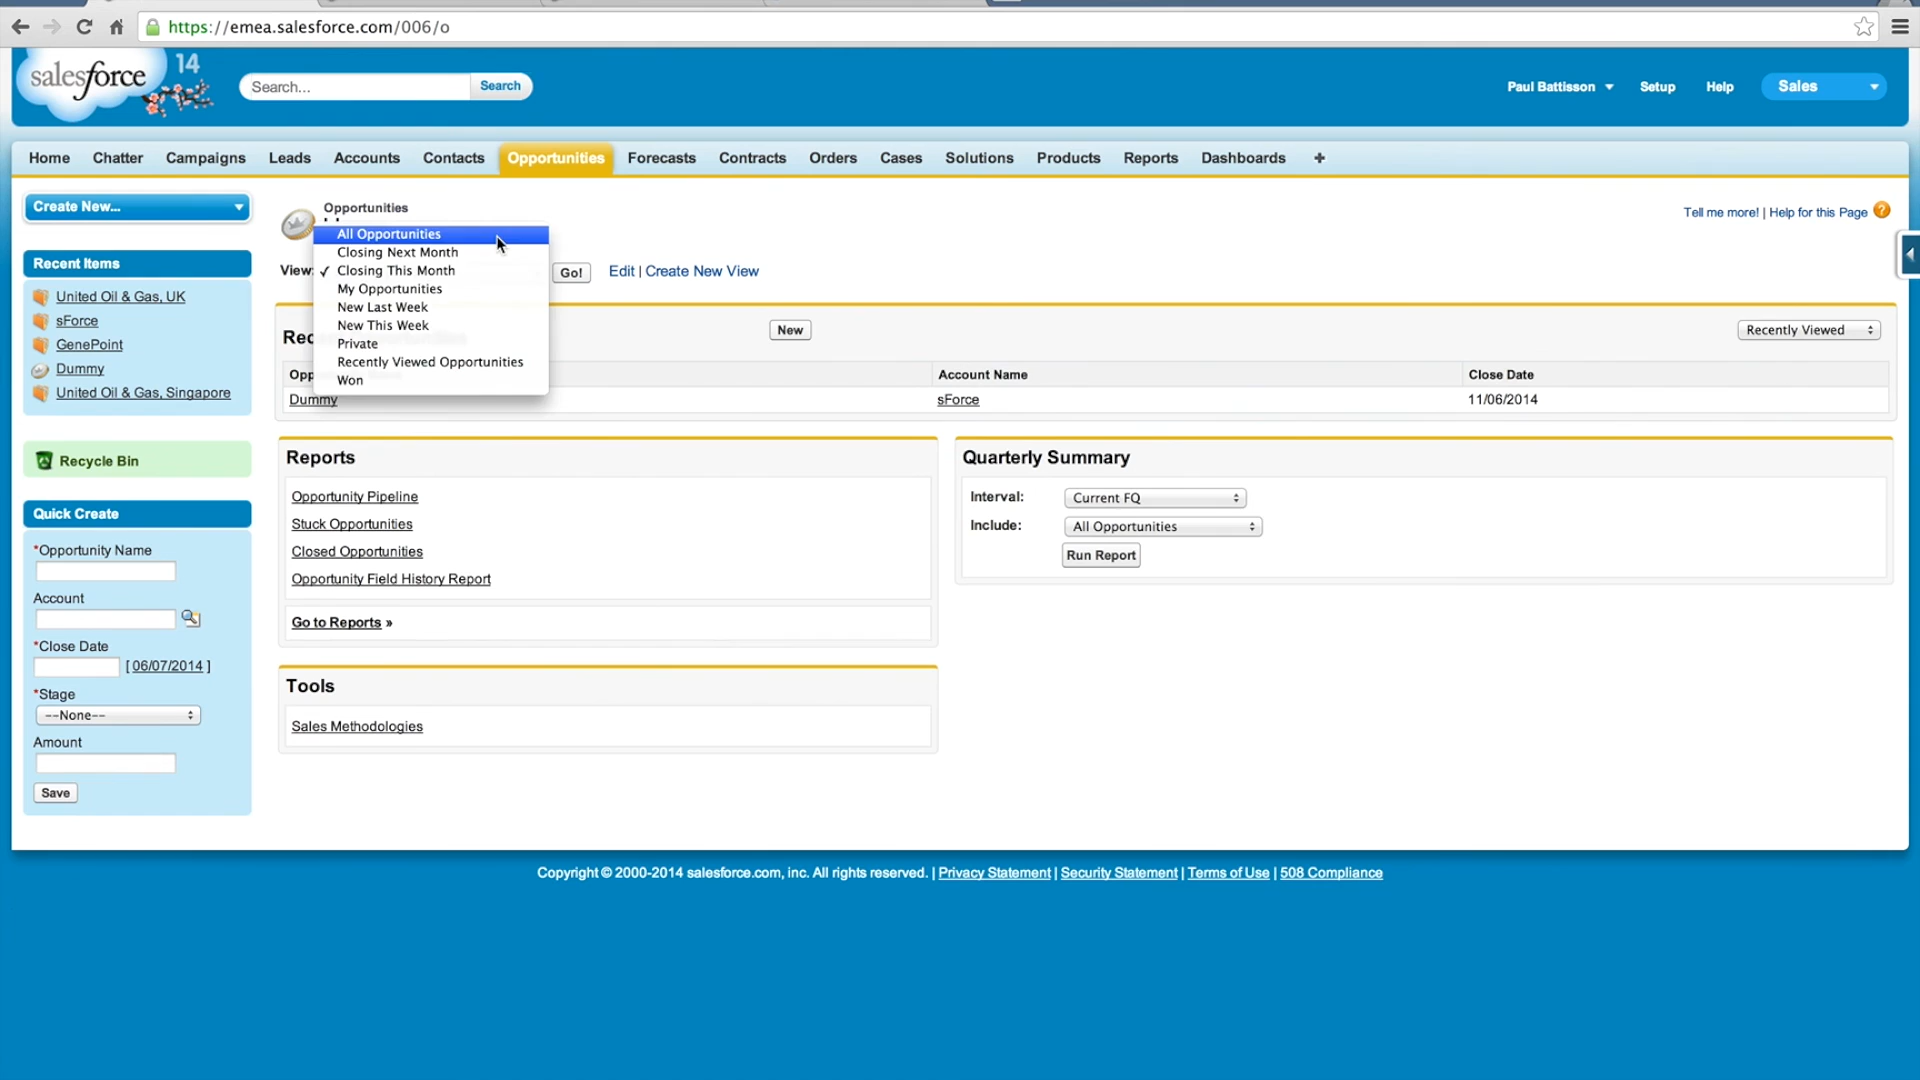 https://emea.salesforce.com/006/o
salesforce 14
Search...
Search
Paul Battisson
Setup
Help
Sales
Home Chatter Campaigns Leads Accounts Contacts Opportunities Forecasts Contracts Orders Cases Solutions Products Reports Dashboards +
Create New...
Recent Items
United Oil & Gas, UK
sForce
GenePoint
Dummy
United Oil & Gas, Singapore
Recycle Bin
Quick Create
*Opportunity Name
Account
*Close Date
[ 06/07/2014 ]
*Stage
--None--
Amount
Save
Opportunities
Tell me more! | Help for this Page ?
View:
All Opportunities
Closing Next Month
✓ Closing This Month
My Opportunities
New Last Week
New This Week
Private
Recently Viewed Opportunities
Won
Go!
Edit | Create New View
New
Recently Viewed
Account Name
Close Date
Dummy
sForce
11/06/2014
Reports
Opportunity Pipeline
Stuck Opportunities
Closed Opportunities
Opportunity Field History Report
Go to Reports »
Tools
Sales Methodologies
Quarterly Summary
Interval:
Current FQ
Include:
All Opportunities
Run Report
Copyright © 2000-2014 salesforce.com, inc. All rights reserved. | Privacy Statement | Security Statement | Terms of Use | 508 Compliance